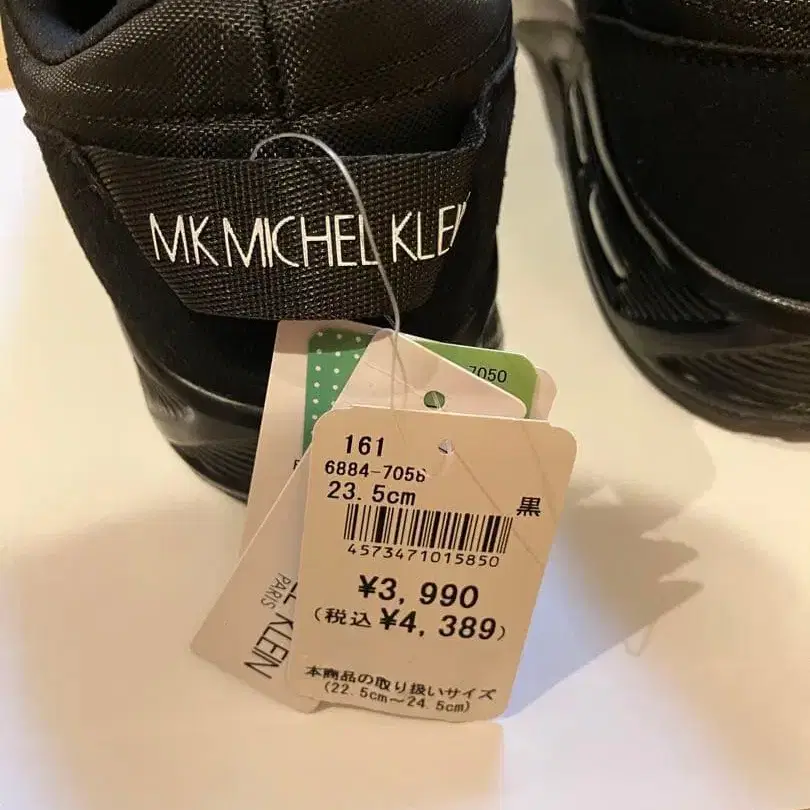 MK MICHEL KLEIN
7050
161
6884-7058
23.5cm
黒
4573471015850
¥3,990
(税込 ¥4,389)
本商品の取り扱いサイズ
(22.5cm～24.5cm)
KLEIN
PARIS